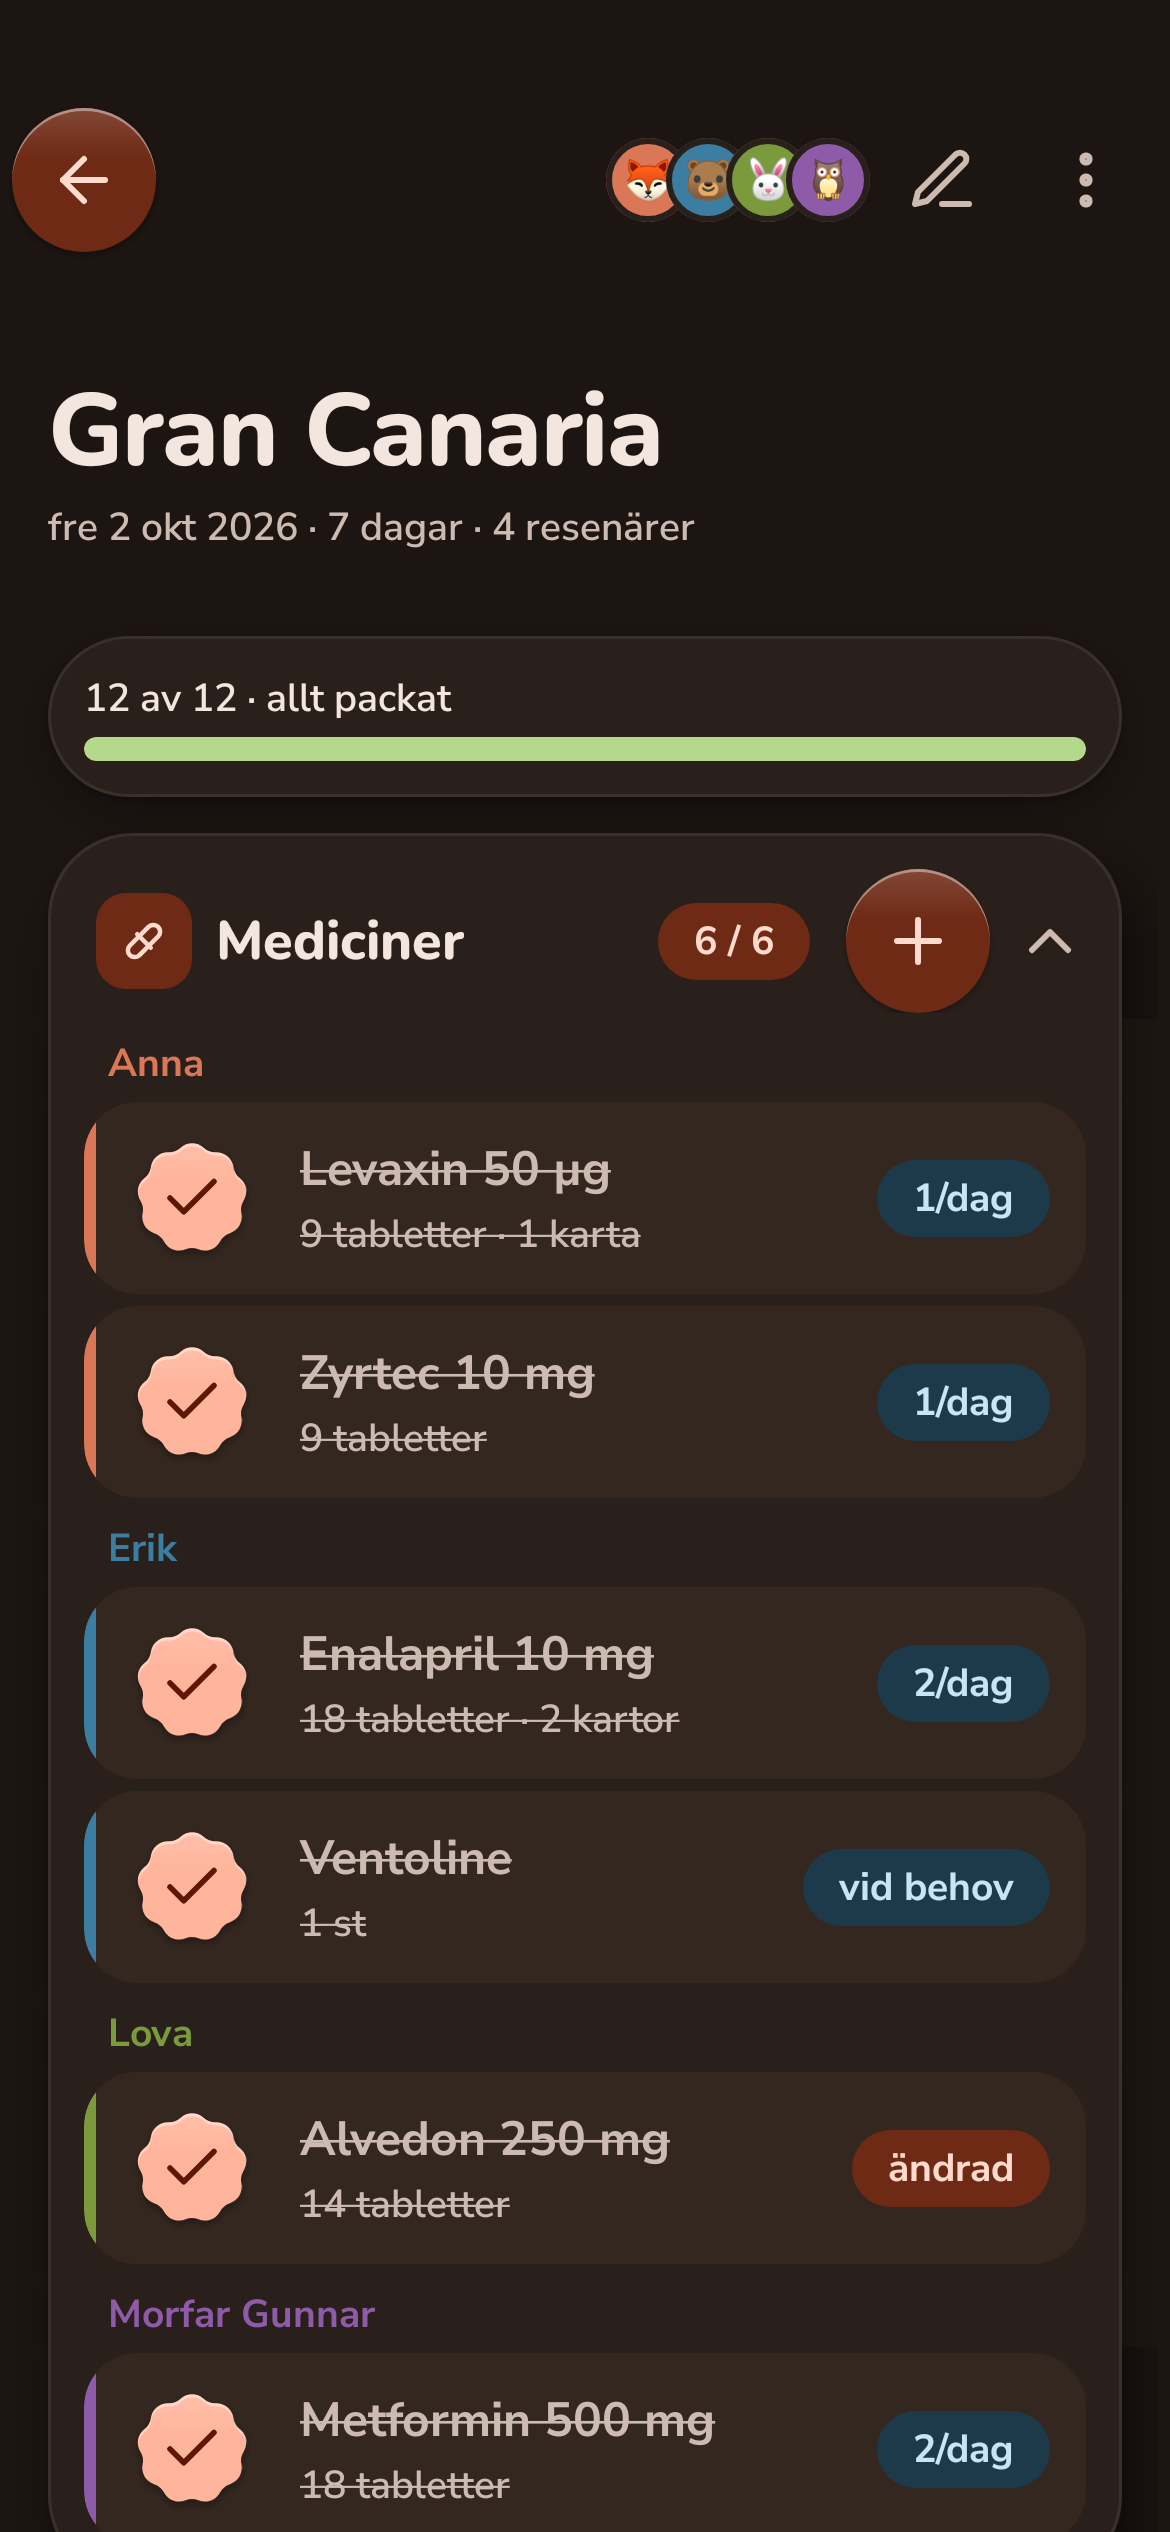 Gran Canaria
fre 2 okt 2026 · 7 dagar · 4 resenärer
12 av 12 · allt packat
Mediciner
6 / 6
Anna
Levaxin 50 µg
9 tabletter · 1 karta
1/dag
Zyrtec 10 mg
9 tabletter
1/dag
Erik
Enalapril 10 mg
18 tabletter · 2 kartor
2/dag
Ventoline
1 st
vid behov
Lova
Alvedon 250 mg
14 tabletter
ändrad
Morfar Gunnar
Metformin 500 mg
18 tabletter
2/dag